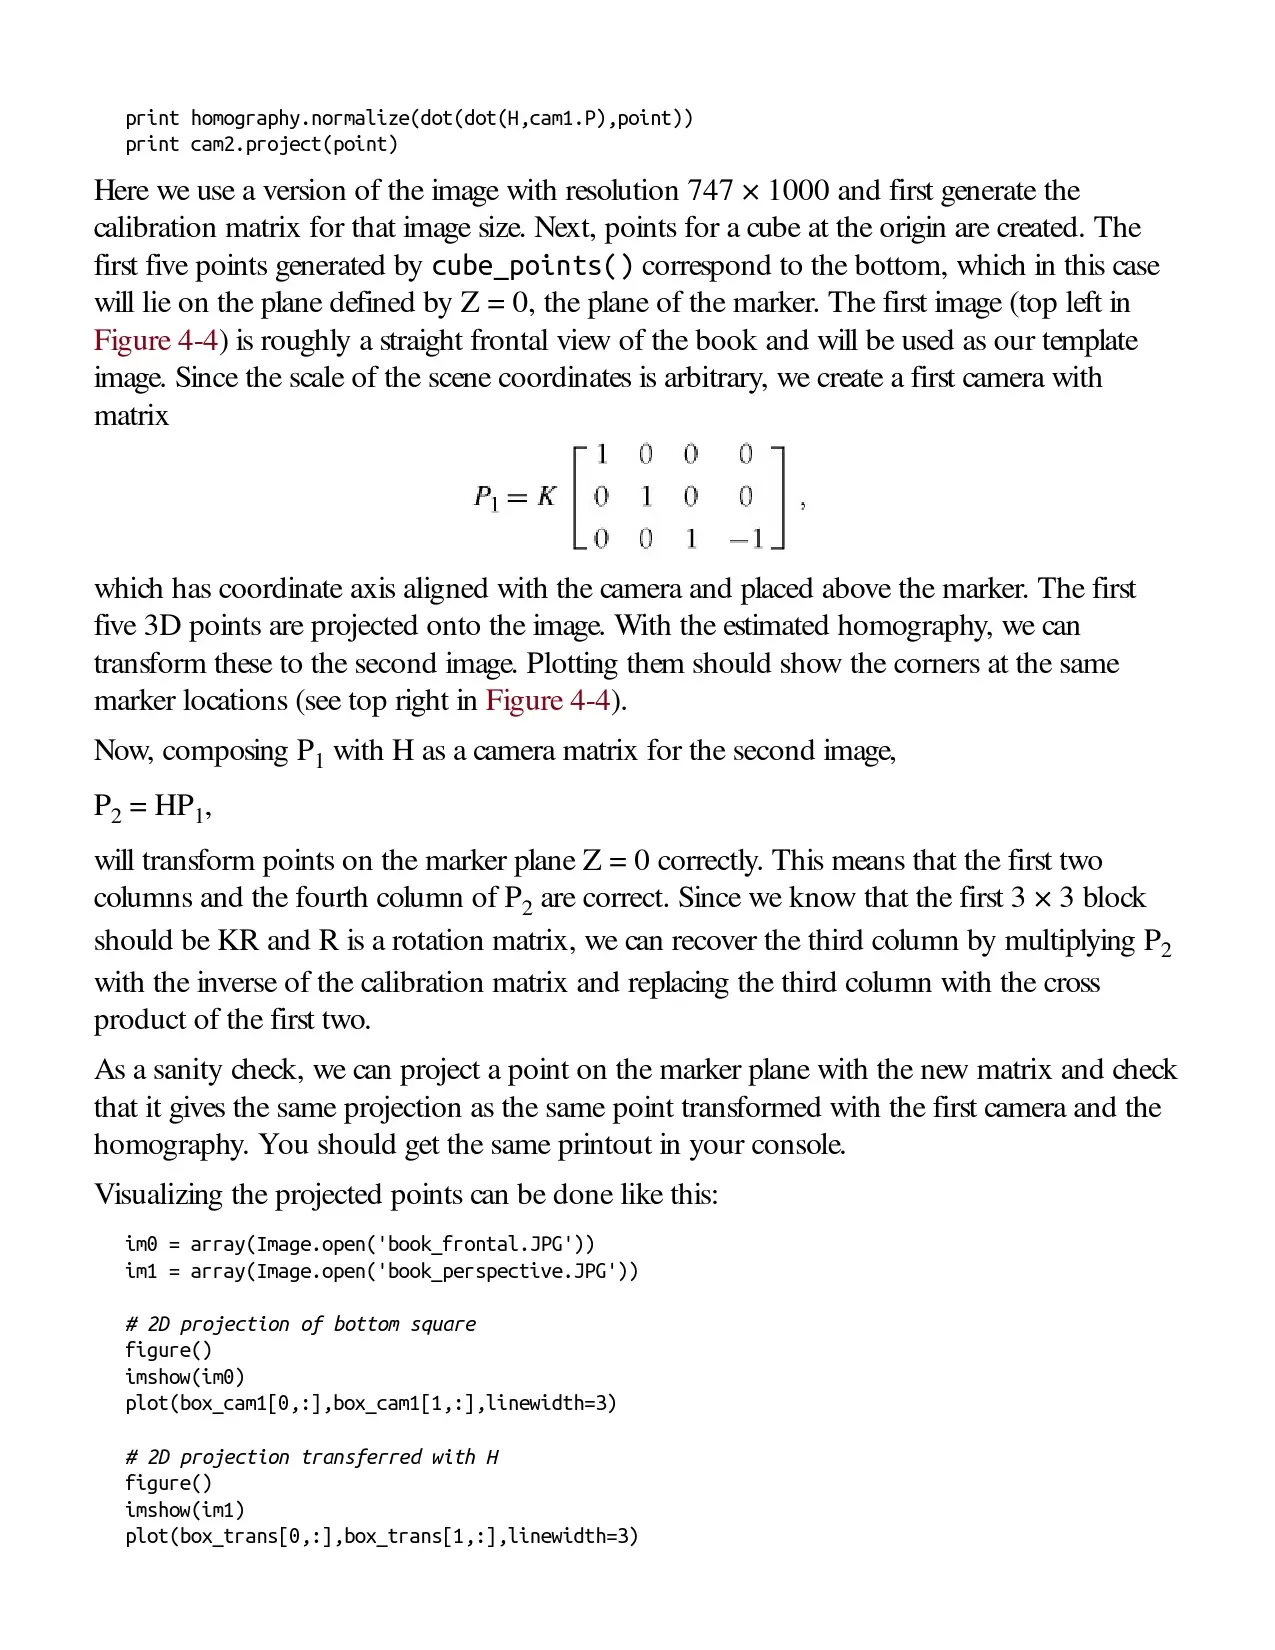 print homography.normalize(dot(dot(H,cam1.P),point))
print cam2.project(point)
Here we use a version of the image with resolution 747 × 1000 and first generate the
calibration matrix for that image size. Next, points for a cube at the origin are created. The
first five points generated by cube_points() correspond to the bottom, which in this case
will lie on the plane defined by Z = 0, the plane of the marker. The first image (top left in
Figure 4-4) is roughly a straight frontal view of the book and will be used as our template
image. Since the scale of the scene coordinates is arbitrary, we create a first camera with
matrix
1 0 0 0
P₁ = K 0 1 0 0 ,
0 0 1 −1
which has coordinate axis aligned with the camera and placed above the marker. The first
five 3D points are projected onto the image. With the estimated homography, we can
transform these to the second image. Plotting them should show the corners at the same
marker locations (see top right in Figure 4-4).
Now, composing P₁ with H as a camera matrix for the second image,
P₂ = HP₁,
will transform points on the marker plane Z = 0 correctly. This means that the first two
columns and the fourth column of P₂ are correct. Since we know that the first 3 × 3 block
should be KR and R is a rotation matrix, we can recover the third column by multiplying P₂
with the inverse of the calibration matrix and replacing the third column with the cross
product of the first two.
As a sanity check, we can project a point on the marker plane with the new matrix and check
that it gives the same projection as the same point transformed with the first camera and the
homography. You should get the same printout in your console.
Visualizing the projected points can be done like this:
im0 = array(Image.open('book_frontal.JPG'))
im1 = array(Image.open('book_perspective.JPG'))
# 2D projection of bottom square
figure()
imshow(im0)
plot(box_cam1[0,:],box_cam1[1,:],linewidth=3)
# 2D projection transferred with H
figure()
imshow(im1)
plot(box_trans[0,:],box_trans[1,:],linewidth=3)